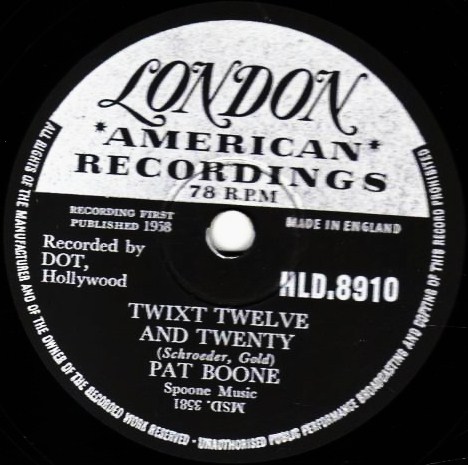 LONDON
*AMERICAN*
RECORDINGS
78 R.P.M
RECORDING FIRST
PUBLISHED 1958
MADE IN ENGLAND
Recorded by
DOT,
Hollywood
HLD.8910
TWIXT TWELVE
AND TWENTY
(Schroeder, Gold)
PAT BOONE
Spoone Music
MSD. 3581
ALL RIGHTS OF THE MANUFACTURER AND OF THE OWNER OF THE RECORDED WORK RESERVED - UNAUTHORISED PUBLIC PERFORMANCE BROADCASTING AND COPYING OF THIS RECORD PROHIBITED